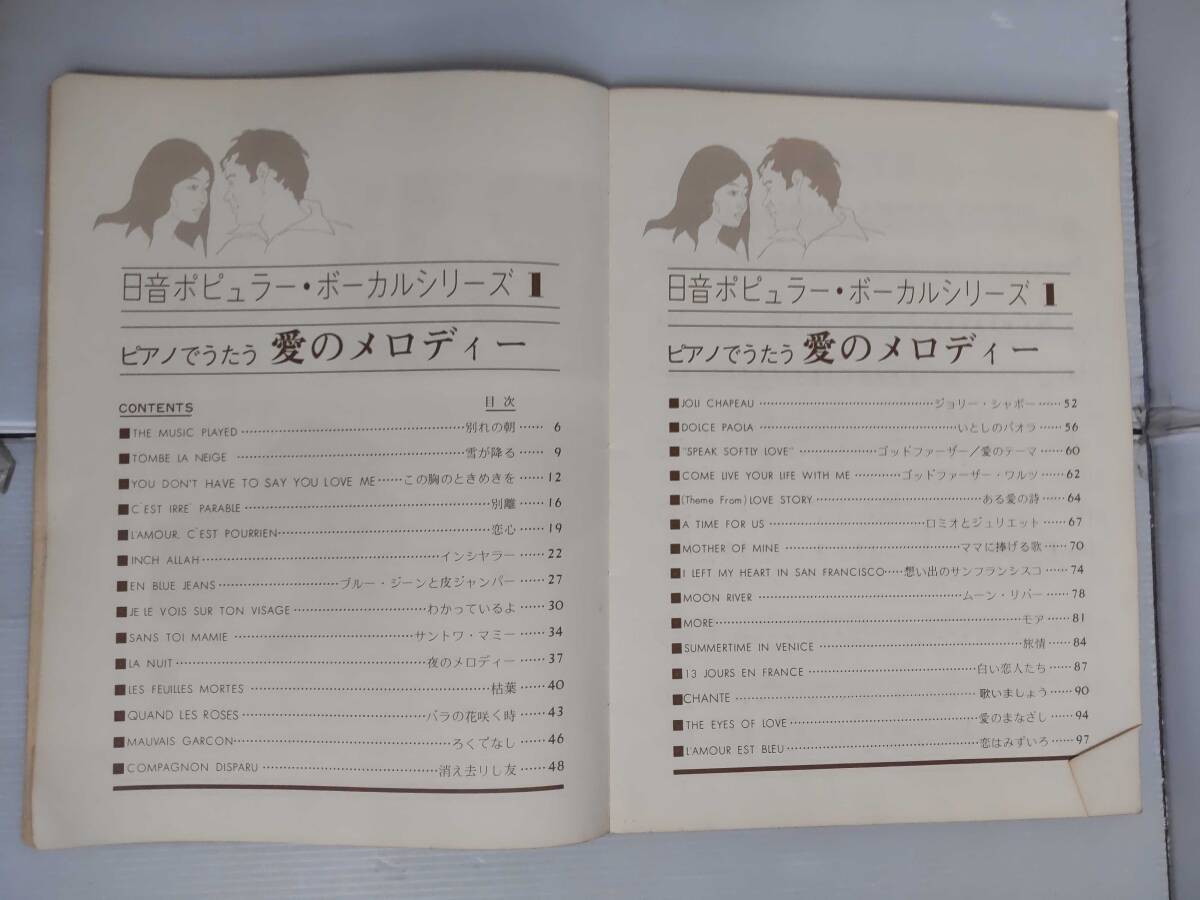 日音ポピュラー・ボーカルシリーズ 1
ピアノでうたう 愛のメロディー
CONTENTS 目次
■THE MUSIC PLAYED……別れの朝……6
■TOMBE LA NEIGE……雪が降る……9
■YOU DON'T HAVE TO SAY YOU LOVE ME……この胸のときめきを……12
■C'EST IRRE' PARABLE……別離……16
■L'AMOUR, C'EST POURRIEN……恋心……19
■INCH ALLAH……インシャラー……22
■EN BLUE JEANS……ブルー・ジーンと皮ジャンパー……27
■JE LE VOIS SUR TON VISAGE……わかっているよ……30
■SANS TOI MAMIE……サントワ・マミー……34
■LA NUIT……夜のメロディー……37
■LES FEUILLES MORTES……枯葉……40
■QUAND LES ROSES……バラの花咲く時……43
■MAUVAIS GARCON……ろくでなし……46
■COMPAGNON DISPARU……消え去りし友……48
日音ポピュラー・ボーカルシリーズ 1
ピアノでうたう 愛のメロディー
■JOLI CHAPEAU……ジョリー・シャポー……52
■DOLCE PAOLA……いとしのパオラ……56
■"SPEAK SOFTLY LOVE"……ゴッドファーザー/愛のテーマ……60
■COME LIVE YOUR LIFE WITH ME……ゴッドファーザー・ワルツ……62
■(Theme From) LOVE STORY……ある愛の詩……64
■A TIME FOR US……ロミオとジュリエット……67
■MOTHER OF MINE……ママに捧げる歌……70
■I LEFT MY HEART IN SAN FRANCISCO……想い出のサンフランシスコ……74
■MOON RIVER……ムーン・リバー……78
■MORE……モア……81
■SUMMERTIME IN VENICE……旅情……84
■13 JOURS EN FRANCE……白い恋人たち……87
■CHANTE……歌いましょう……90
■THE EYES OF LOVE……愛のまなざし……94
■L'AMOUR EST BLEU……恋はみずいろ……97